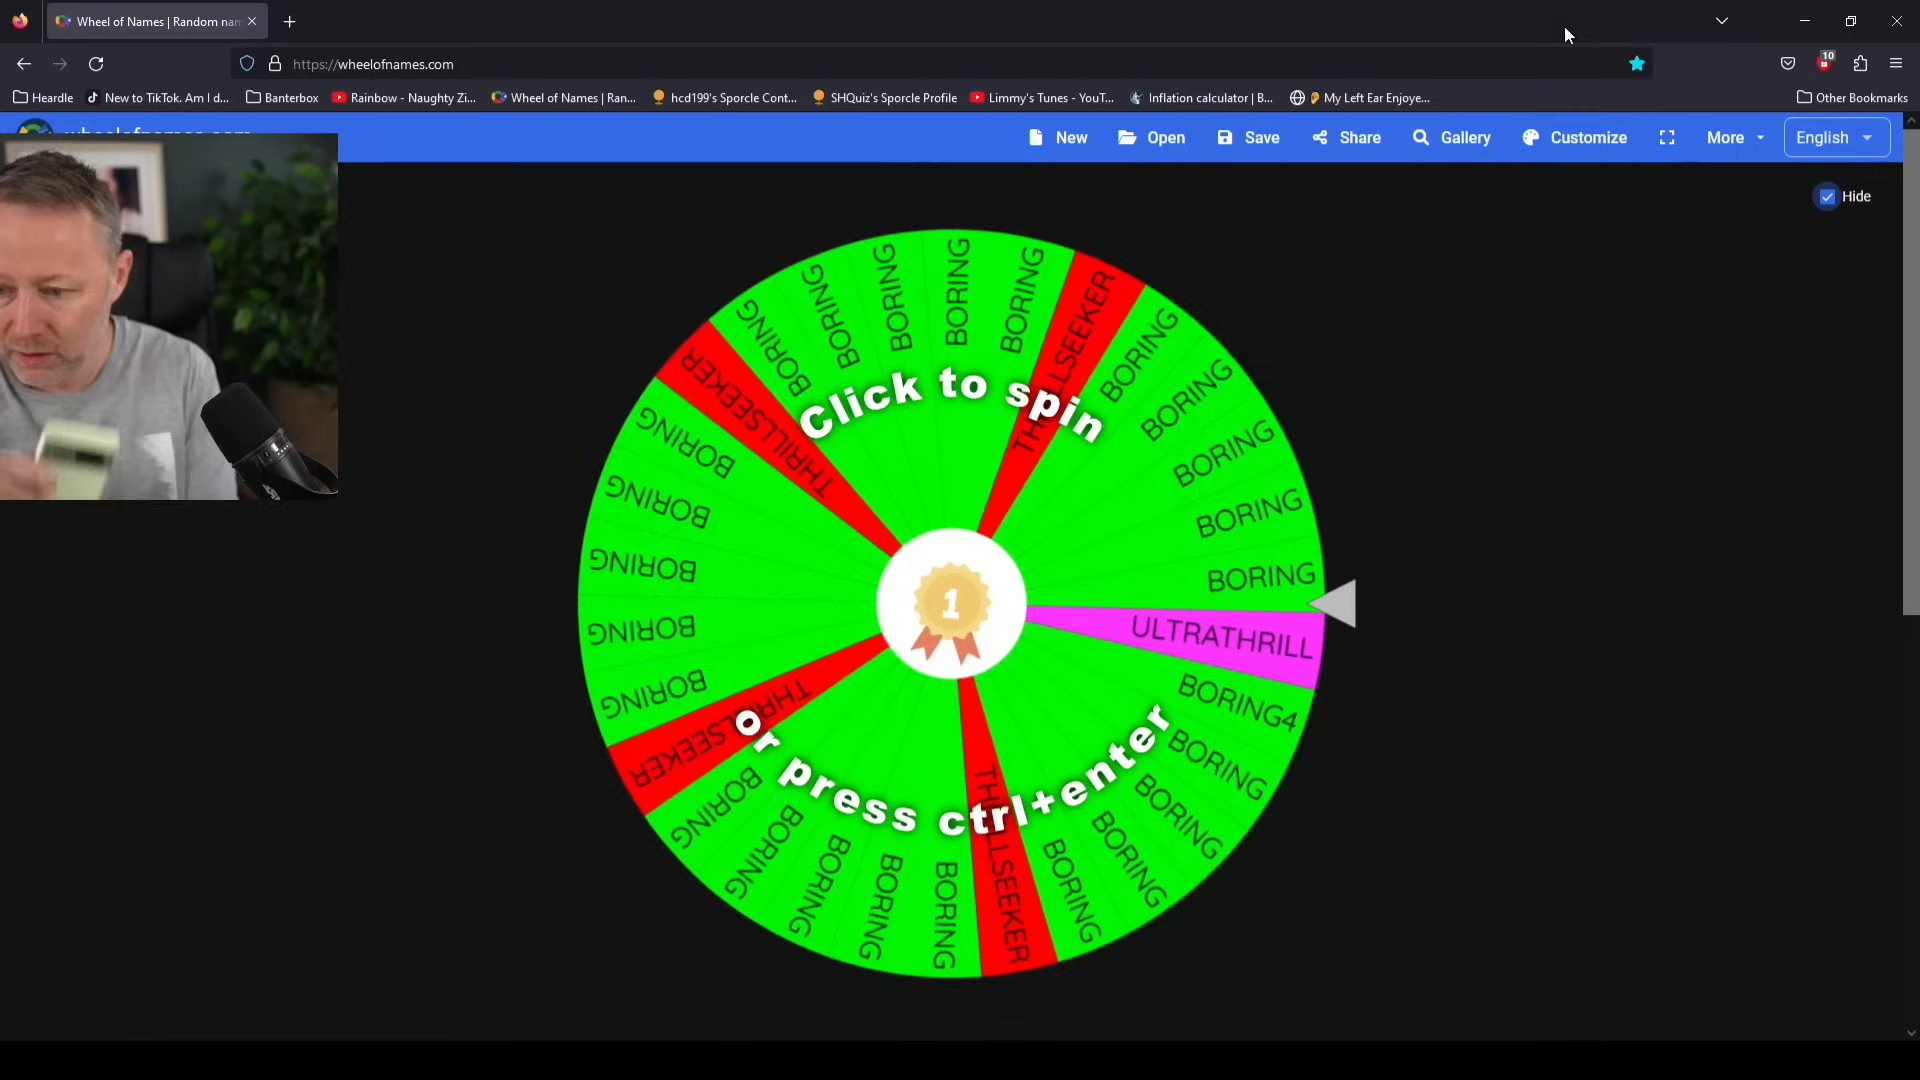 Wheel of Names | Random nam
https://wheelofnames.com
10
Heardle
New to TikTok. Am I d...
Banterbox
Rainbow - Naughty Zi...
Wheel of Names | Ran...
hcd199's Sporcle Cont...
SHQuiz's Sporcle Profile
Limmy's Tunes - YouT...
Inflation calculator | B...
My Left Ear Enjoye...
Other Bookmarks
wheelofnames.com
New
Open
Save
Share
Gallery
Customize
More
English
Hide
BORING
BORING
BORING
BORING
BORING
THRILLSEEKER
BORING
BORING
BORING
BORING
BORING
ULTRATHRILL
BORING4
BORING
BORING
BORING
BORING
THRILLSEEKER
BORING
BORING
BORING
BORING
BORING
THRILLSEEKER
BORING
BORING
BORING
BORING
BORING
THRILLSEEKER
Click to spin
1
or press ctrl+enter